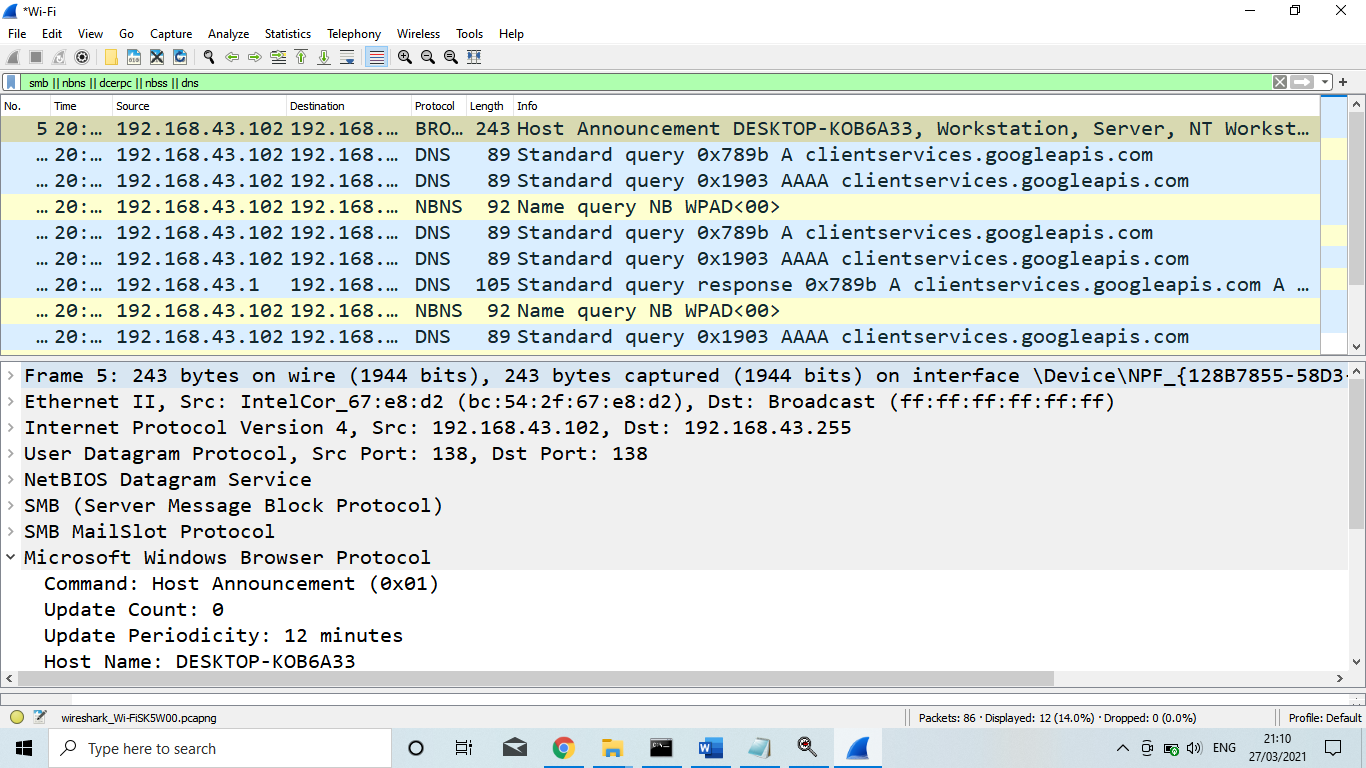 *Wi-Fi
File Edit View Go Capture Analyze Statistics Telephony Wireless Tools Help
smb || nbns || dcerpc || nbss || dns
No. Time Source Destination Protocol Length Info
5 20:… 192.168.43.102 192.168.… BRO… 243 Host Announcement DESKTOP-KOB6A33, Workstation, Server, NT Workst…
… 20:… 192.168.43.102 192.168.… DNS 89 Standard query 0x789b A clientservices.googleapis.com
… 20:… 192.168.43.102 192.168.… DNS 89 Standard query 0x1903 AAAA clientservices.googleapis.com
… 20:… 192.168.43.102 192.168.… NBNS 92 Name query NB WPAD<00>
… 20:… 192.168.43.102 192.168.… DNS 89 Standard query 0x789b A clientservices.googleapis.com
… 20:… 192.168.43.102 192.168.… DNS 89 Standard query 0x1903 AAAA clientservices.googleapis.com
… 20:… 192.168.43.1 192.168.… DNS 105 Standard query response 0x789b A clientservices.googleapis.com A …
… 20:… 192.168.43.102 192.168.… NBNS 92 Name query NB WPAD<00>
… 20:… 192.168.43.102 192.168.… DNS 89 Standard query 0x1903 AAAA clientservices.googleapis.com
Frame 5: 243 bytes on wire (1944 bits), 243 bytes captured (1944 bits) on interface \Device\NPF_{128B7855-58D3-
Ethernet II, Src: IntelCor_67:e8:d2 (bc:54:2f:67:e8:d2), Dst: Broadcast (ff:ff:ff:ff:ff:ff)
Internet Protocol Version 4, Src: 192.168.43.102, Dst: 192.168.43.255
User Datagram Protocol, Src Port: 138, Dst Port: 138
NetBIOS Datagram Service
SMB (Server Message Block Protocol)
SMB MailSlot Protocol
Microsoft Windows Browser Protocol
Command: Host Announcement (0x01)
Update Count: 0
Update Periodicity: 12 minutes
Host Name: DESKTOP-KOB6A33
wireshark_Wi-FiSK5W00.pcapng
Packets: 86 · Displayed: 12 (14.0%) · Dropped: 0 (0.0%)
Profile: Default
Type here to search
ENG
21:10
27/03/2021